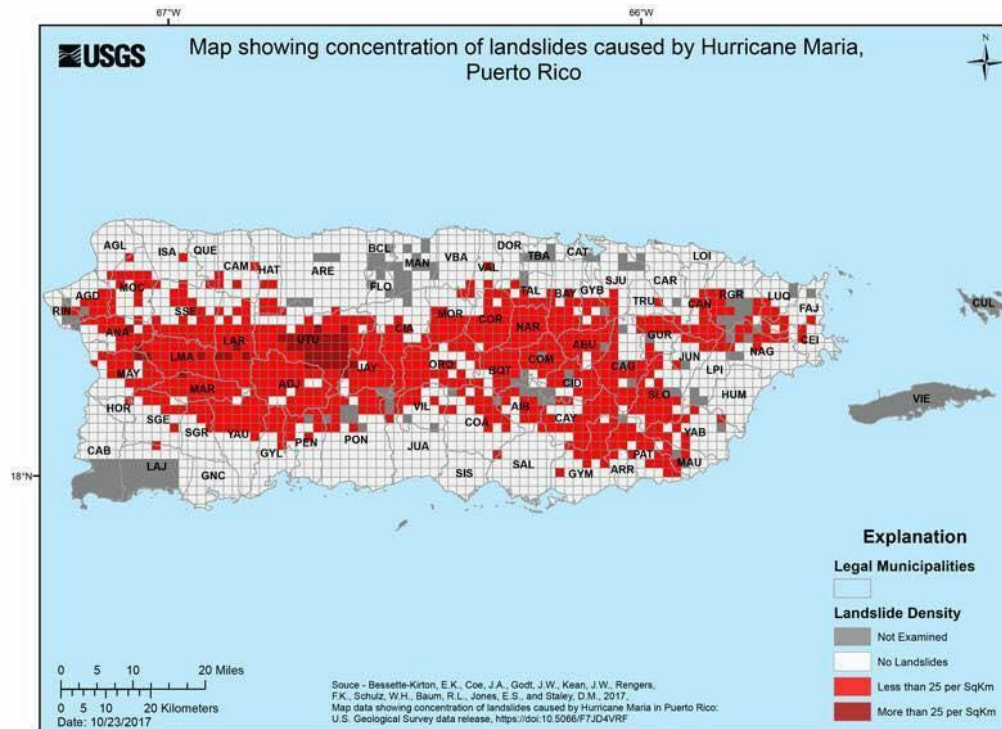 67°W 66°W
USGS
Map showing concentration of landslides caused by Hurricane Maria,
Puerto Rico
N
AGL ISA QUE CAM HAT ARE BCL MAN VBA DOR TBA CAT LOI
FLO VAL SJU CAR
MOC TAL BAY GYB TRU CAN RGR LUQ FAJ CUL
AGD RIN SSE MOR COR
ANA LAR UTU CIA NAR ABU GUR CEI
LMA JAY ORO COM CAG JUN NAG
MAY MAR ADJ BQT CID LPI
HOR VIL AIB SLO HUM VIE
SGE SGR YAU PEN PON COA CAY YAB
CAB GYL JUA PAT
18°N LAJ GNC SIS SAL GYM ARR MAU
Explanation
Legal Municipalities
Landslide Density
Not Examined
No Landslides
Less than 25 per SqKm
More than 25 per SqKm
0 5 10 20 Miles
0 5 10 20 Kilometers
Date: 10/23/2017
Souce - Bessette-Kirton, E.K., Coe, J.A., Godt, J.W., Kean, J.W., Rengers,
F.K., Schulz, W.H., Baum, R.L., Jones, E.S., and Staley, D.M., 2017,
Map data showing concentration of landslides caused by Hurricane Maria in Puerto Rico:
U.S. Geological Survey data release, https://doi.org:10.5066/F7JD4VRF